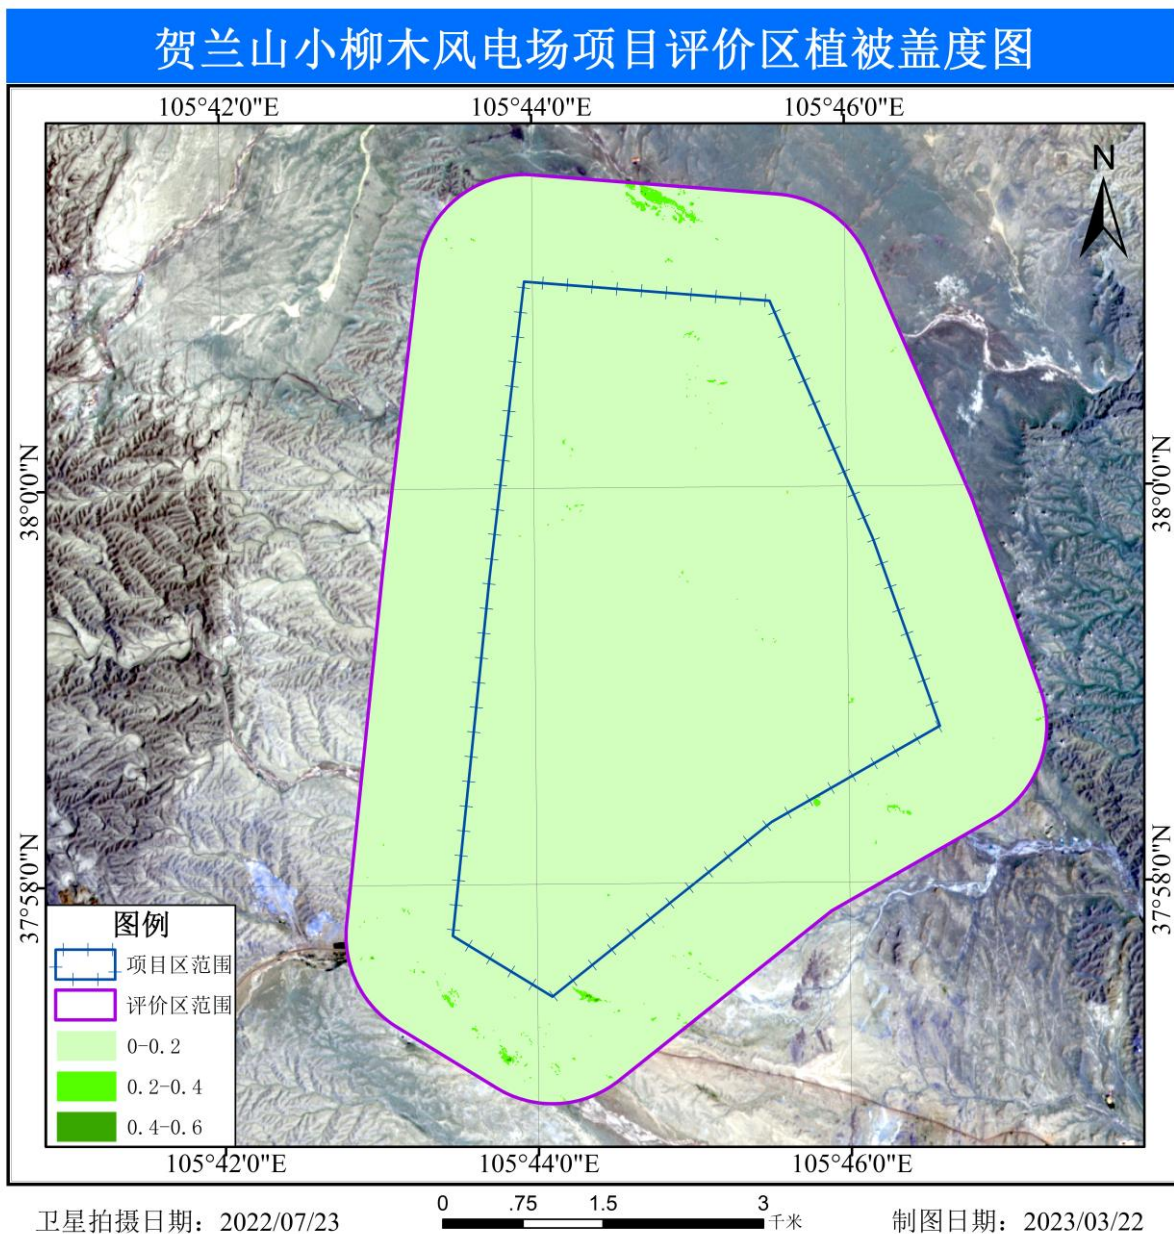 贺兰山小柳木风电场项目评价区植被盖度图
105°42'0"E 105°44'0"E 105°46'0"E
N
38°0'0"N 38°0'0"N
37°58'0"N 37°58'0"N
图例
项目区范围
评价区范围
0-0.2
0.2-0.4
0.4-0.6
105°42'0"E 105°44'0"E 105°46'0"E
0 .75 1.5 3
千米
卫星拍摄日期：2022/07/23 制图日期：2023/03/22